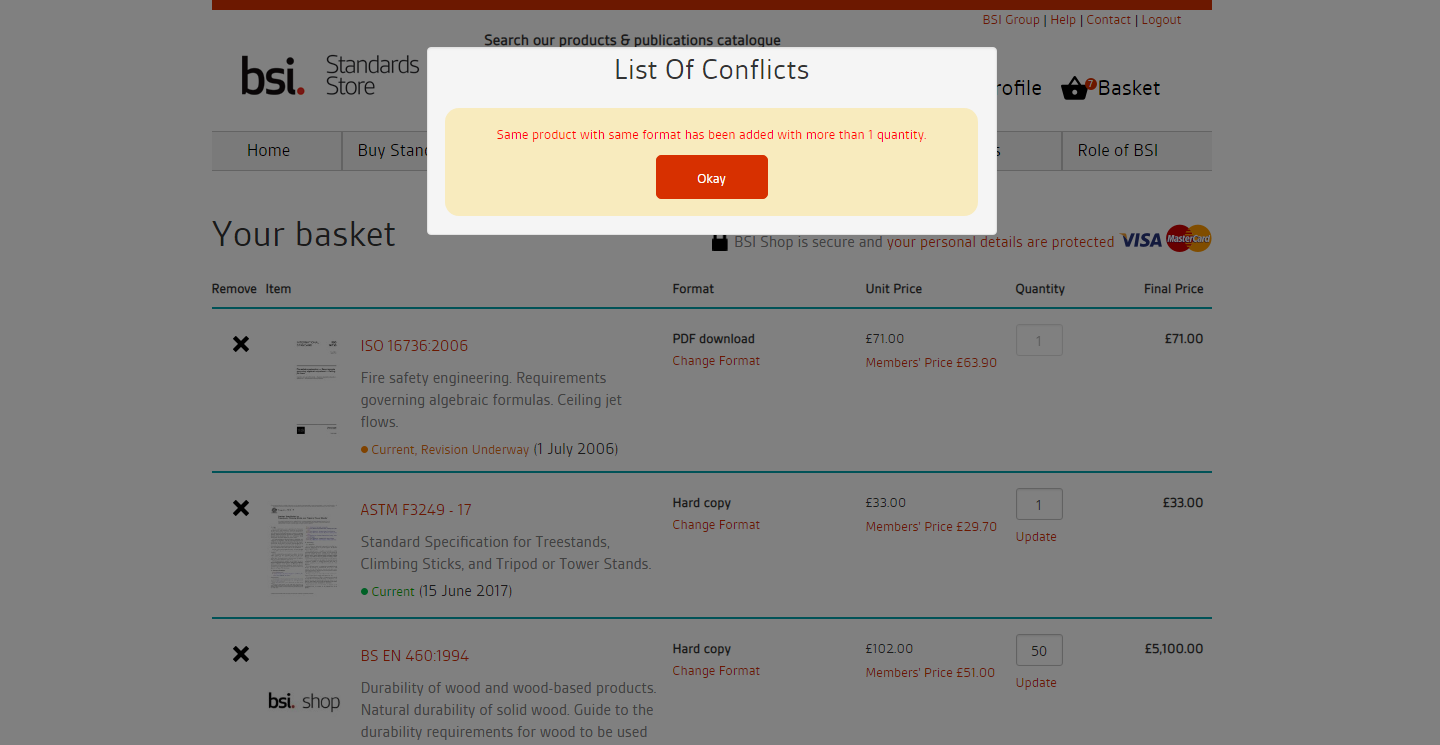 BSI Group | Help | Contact | Logout
Search our products & publications catalogue
bsi. Standards Store
List Of Conflicts
7 Basket
Same product with same format has been added with more than 1 quantity.
Okay
Home Buy Role of BSI
Your basket
BSI Shop is secure and your personal details are protected VISA MasterCard
Remove Item Format Unit Price Quantity Final Price
ISO 16736:2006 PDF download £71.00 1 £71.00
Change Format Members' Price £63.90
Fire safety engineering. Requirements
governing algebraic formulas. Ceiling jet
flows.
Current, Revision Underway (1 July 2006)
ASTM F3249 - 17 Hard copy £33.00 1 £33.00
Change Format Members' Price £29.70
Update
Standard Specification for Treestands,
Climbing Sticks, and Tripod or Tower Stands.
Current (15 June 2017)
BS EN 460:1994 Hard copy £102.00 50 £5,100.00
Change Format Members' Price £51.00
Update
bsi. shop
Durability of wood and wood-based products.
Natural durability of solid wood. Guide to the
durability requirements for wood to be used